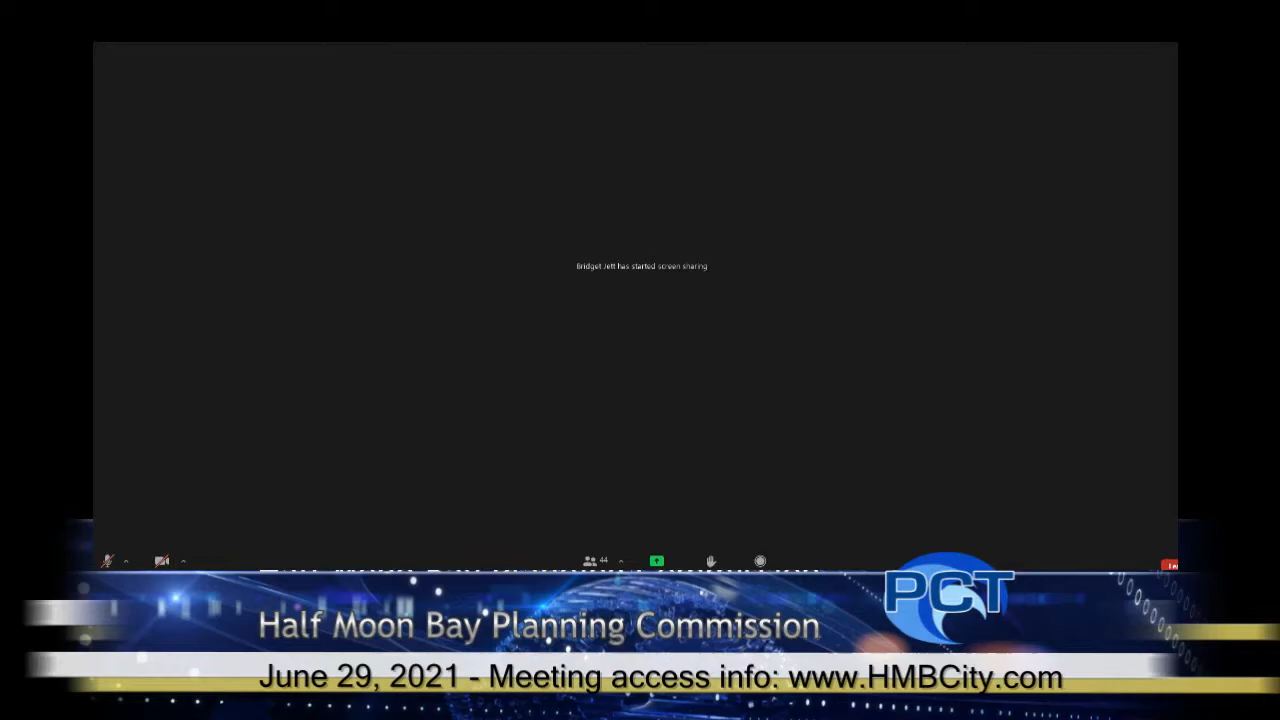 Bridget Jett has started screen sharing
44
PCT
Half Moon Bay Planning Commission
June 29, 2021 - Meeting access info: www.HMBCity.com